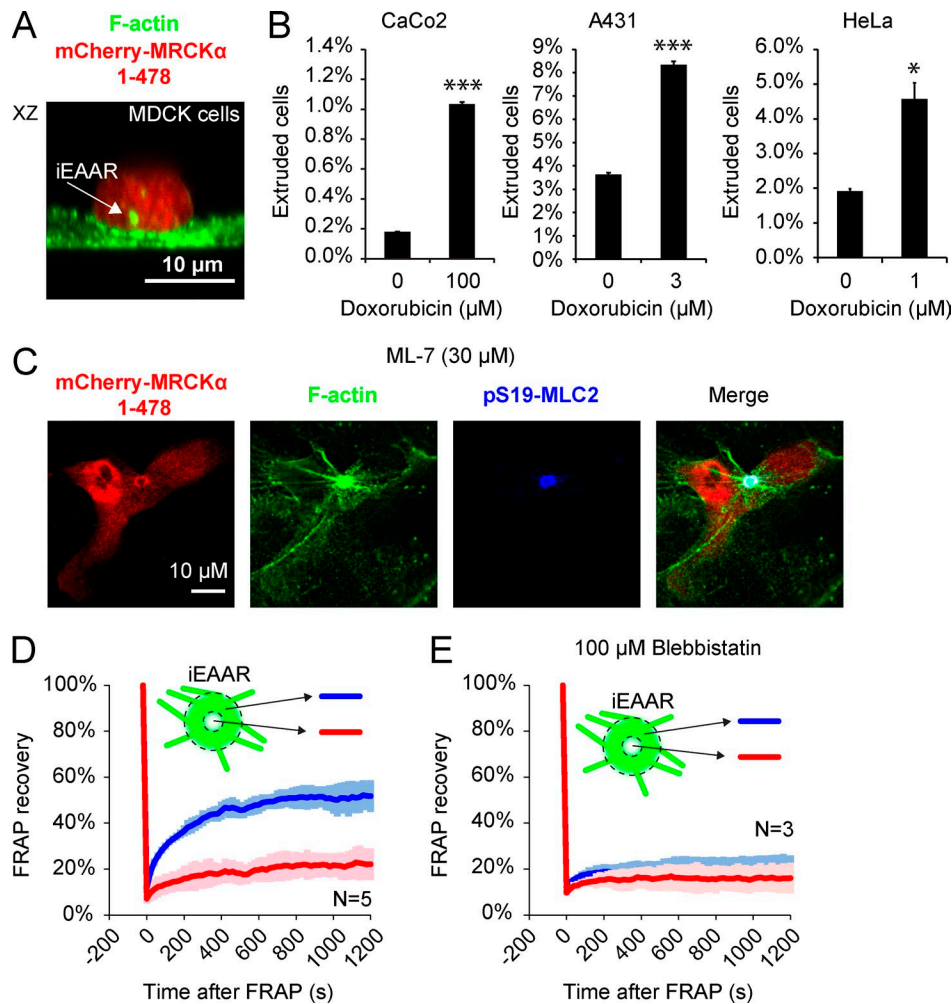 A
F-actin
mCherry-MRCKα
1-478
XZ
MDCK cells
iEAAR
10 µm
B
CaCo2
Extruded cells
1.4%
1.2%
1.0%
0.8%
0.6%
0.4%
0.2%
0.0%
***
0 100
Doxorubicin (µM)
A431
Extruded cells
9%
8%
7%
6%
5%
4%
3%
2%
1%
0%
***
0 3
Doxorubicin (µM)
HeLa
Extruded cells
6.0%
5.0%
4.0%
3.0%
2.0%
1.0%
0.0%
*
0 1
Doxorubicin (µM)
C
ML-7 (30 µM)
mCherry-MRCKα
1-478
F-actin
pS19-MLC2
Merge
10 µM
D
iEAAR
FRAP recovery
100%
80%
60%
40%
20%
0%
N=5
-200 0 200 400 600 800 1000 1200
Time after FRAP (s)
E
100 µM Blebbistatin
iEAAR
FRAP recovery
100%
80%
60%
40%
20%
0%
N=3
-200 0 200 400 600 800 1000 1200
Time after FRAP (s)